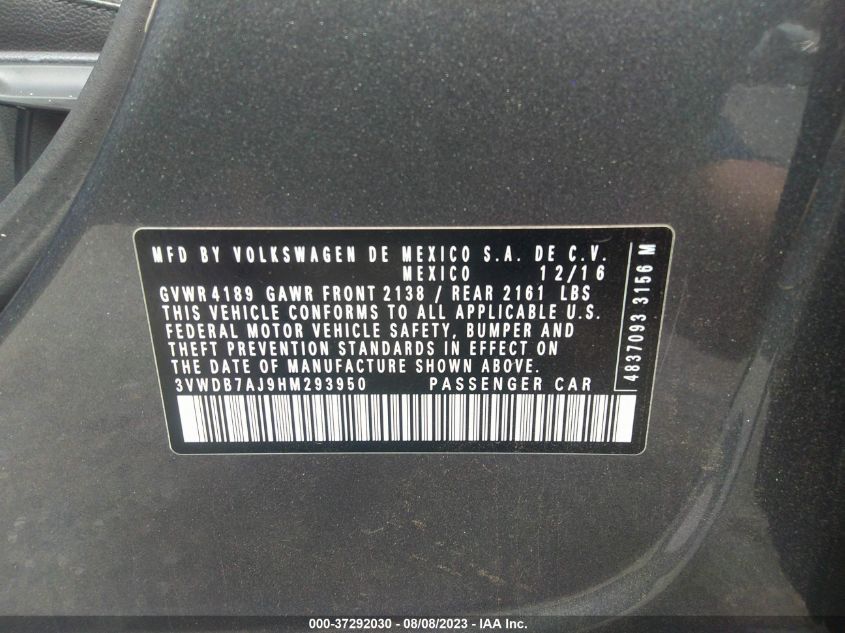 MFD BY VOLKSWAGEN DE MEXICO S.A. DE C.V.
MEXICO 12/16
GVWR 4189 GAWR FRONT 2138 / REAR 2161 LBS
THIS VEHICLE CONFORMS TO ALL APPLICABLE U.S.
FEDERAL MOTOR VEHICLE SAFETY, BUMPER AND
THEFT PREVENTION STANDARDS IN EFFECT ON
THE DATE OF MANUFACTURE SHOWN ABOVE.
3VWDB7AJ9HM293950 PASSENGER CAR
4837093 3156 M
000-37292030 - 08/08/2023 - IAA Inc.